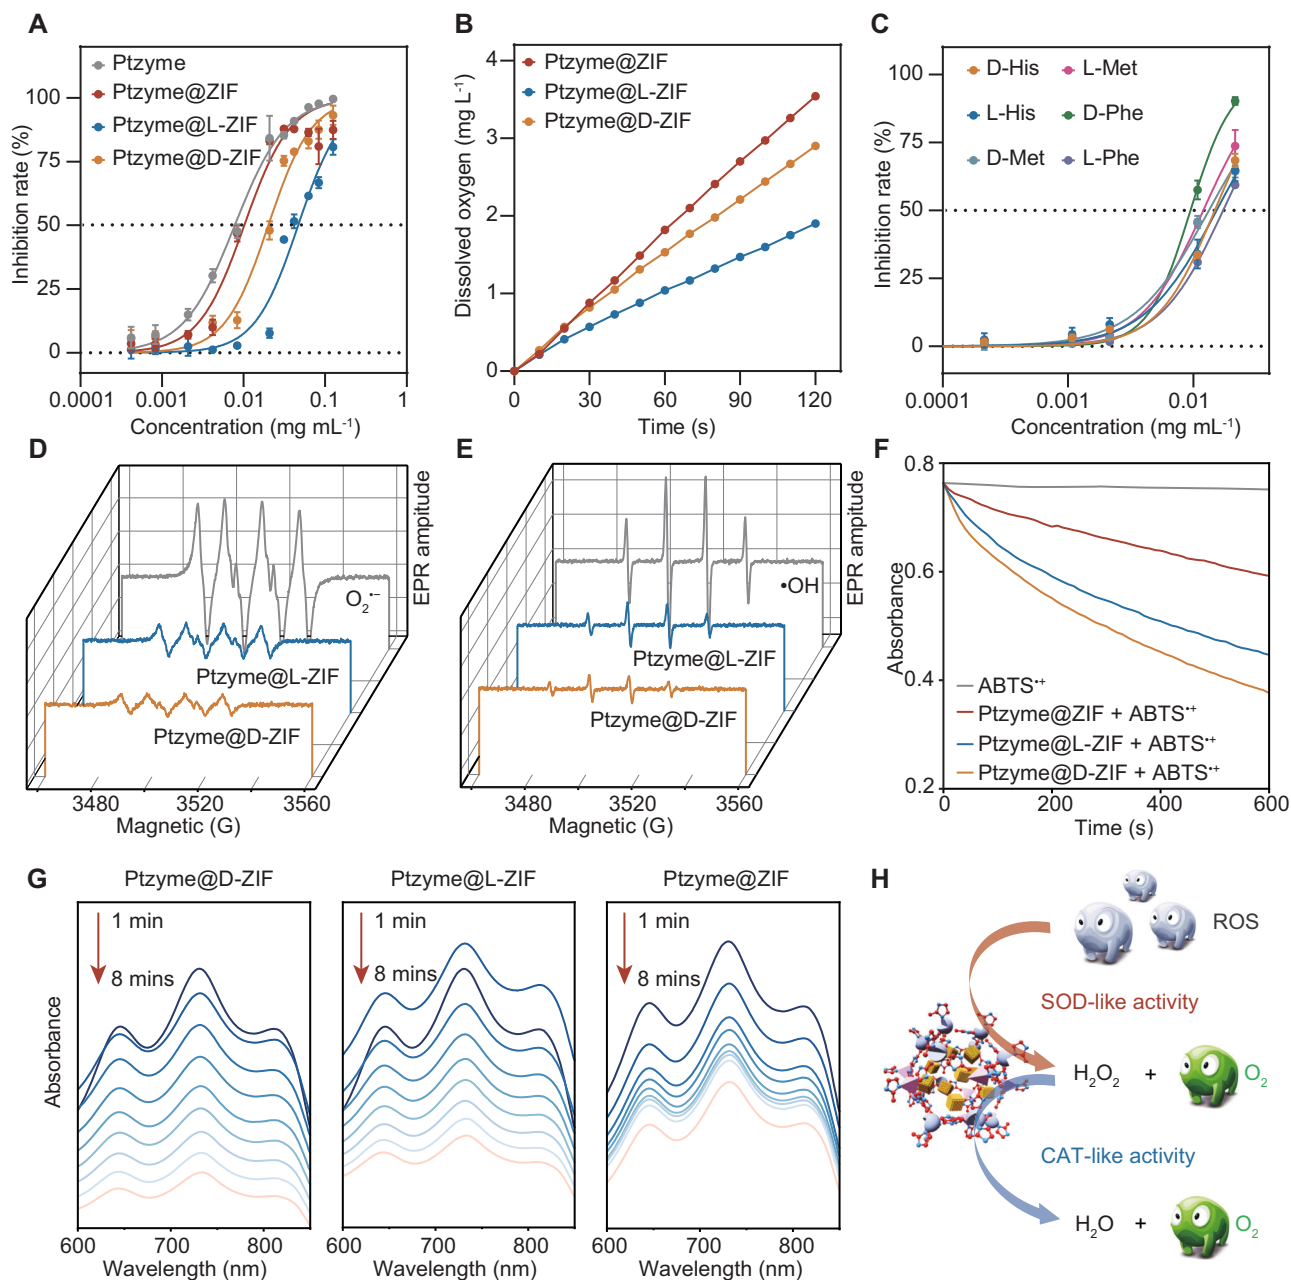 A
Ptzyme
Ptzyme@ZIF
Ptzyme@L-ZIF
Ptzyme@D-ZIF
Inhibition rate (%)
100
75
50
25
0
0.0001
0.001
0.01
0.1
1
Concentration (mg mL⁻¹)
B
Ptzyme@ZIF
Ptzyme@L-ZIF
Ptzyme@D-ZIF
Dissolved oxygen (mg L⁻¹)
4
3
2
1
0
0
30
60
90
120
Time (s)
C
D-His
L-Met
L-His
D-Phe
D-Met
L-Phe
Inhibition rate (%)
100
75
50
25
0
0.0001
0.001
0.01
Concentration (mg mL⁻¹)
D
EPR ampitude
O₂•⁻
Ptzyme@L-ZIF
Ptzyme@D-ZIF
3480
3520
3560
Magnetic (G)
E
EPR ampitude
•OH
Ptzyme@L-ZIF
Ptzyme@D-ZIF
3480
3520
3560
Magnetic (G)
F
Absorbance
0.8
0.6
0.4
0.2
ABTS•⁺
Ptzyme@ZIF + ABTS•⁺
Ptzyme@L-ZIF + ABTS•⁺
Ptzyme@D-ZIF + ABTS•⁺
0
200
400
600
Time (s)
G
Absorbance
Ptzyme@D-ZIF
1 min
8 mins
600
700
800
Wavelength (nm)
Ptzyme@L-ZIF
1 min
8 mins
600
700
800
Wavelength (nm)
Ptzyme@ZIF
1 min
8 mins
600
700
800
Wavelength (nm)
H
ROS
SOD-like activity
H₂O₂ + O₂
CAT-like activity
H₂O + O₂